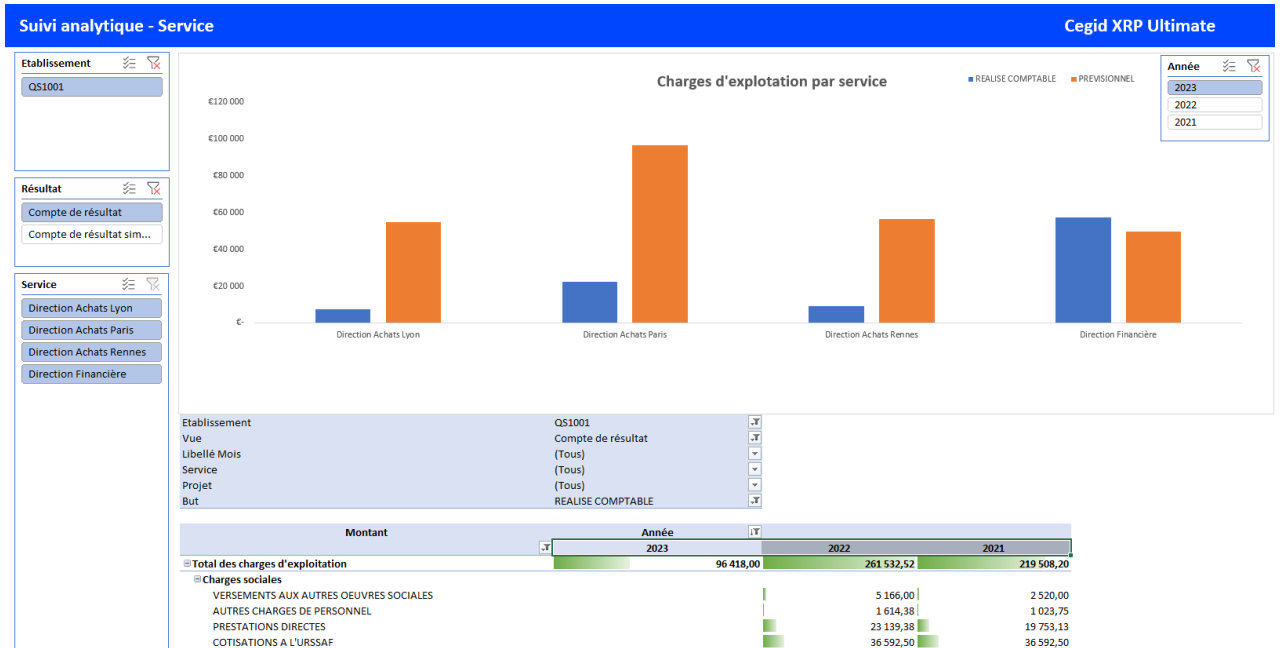 Suivi analytique - Service
Cegid XRP Ultimate
Etablissement
QS1001
Résultat
Compte de résultat
Compte de résultat sim...
Service
Direction Achats Lyon
Direction Achats Paris
Direction Achats Rennes
Direction Financière
Charges d'explotation par service
REALISE COMPTABLE
PREVISIONNEL
Année
2023
2022
2021
€120 000
€100 000
€80 000
€60 000
€40 000
€20 000
€-
Direction Achats Lyon
Direction Achats Paris
Direction Achats Rennes
Direction Financière
Etablissement QS1001
Vue Compte de résultat
Libellé Mois (Tous)
Service (Tous)
Projet (Tous)
But REALISE COMPTABLE
Montant Année
2023 2022 2021
Total des charges d'exploitation 96 418,00 261 532,52 219 508,20
Charges sociales
VERSEMENTS AUX AUTRES OEUVRES SOCIALES 5 166,00 2 520,00
AUTRES CHARGES DE PERSONNEL 1 614,38 1 023,75
PRESTATIONS DIRECTES 23 139,38 19 753,13
COTISATIONS A L'URSSAF 36 592,50 36 592,50